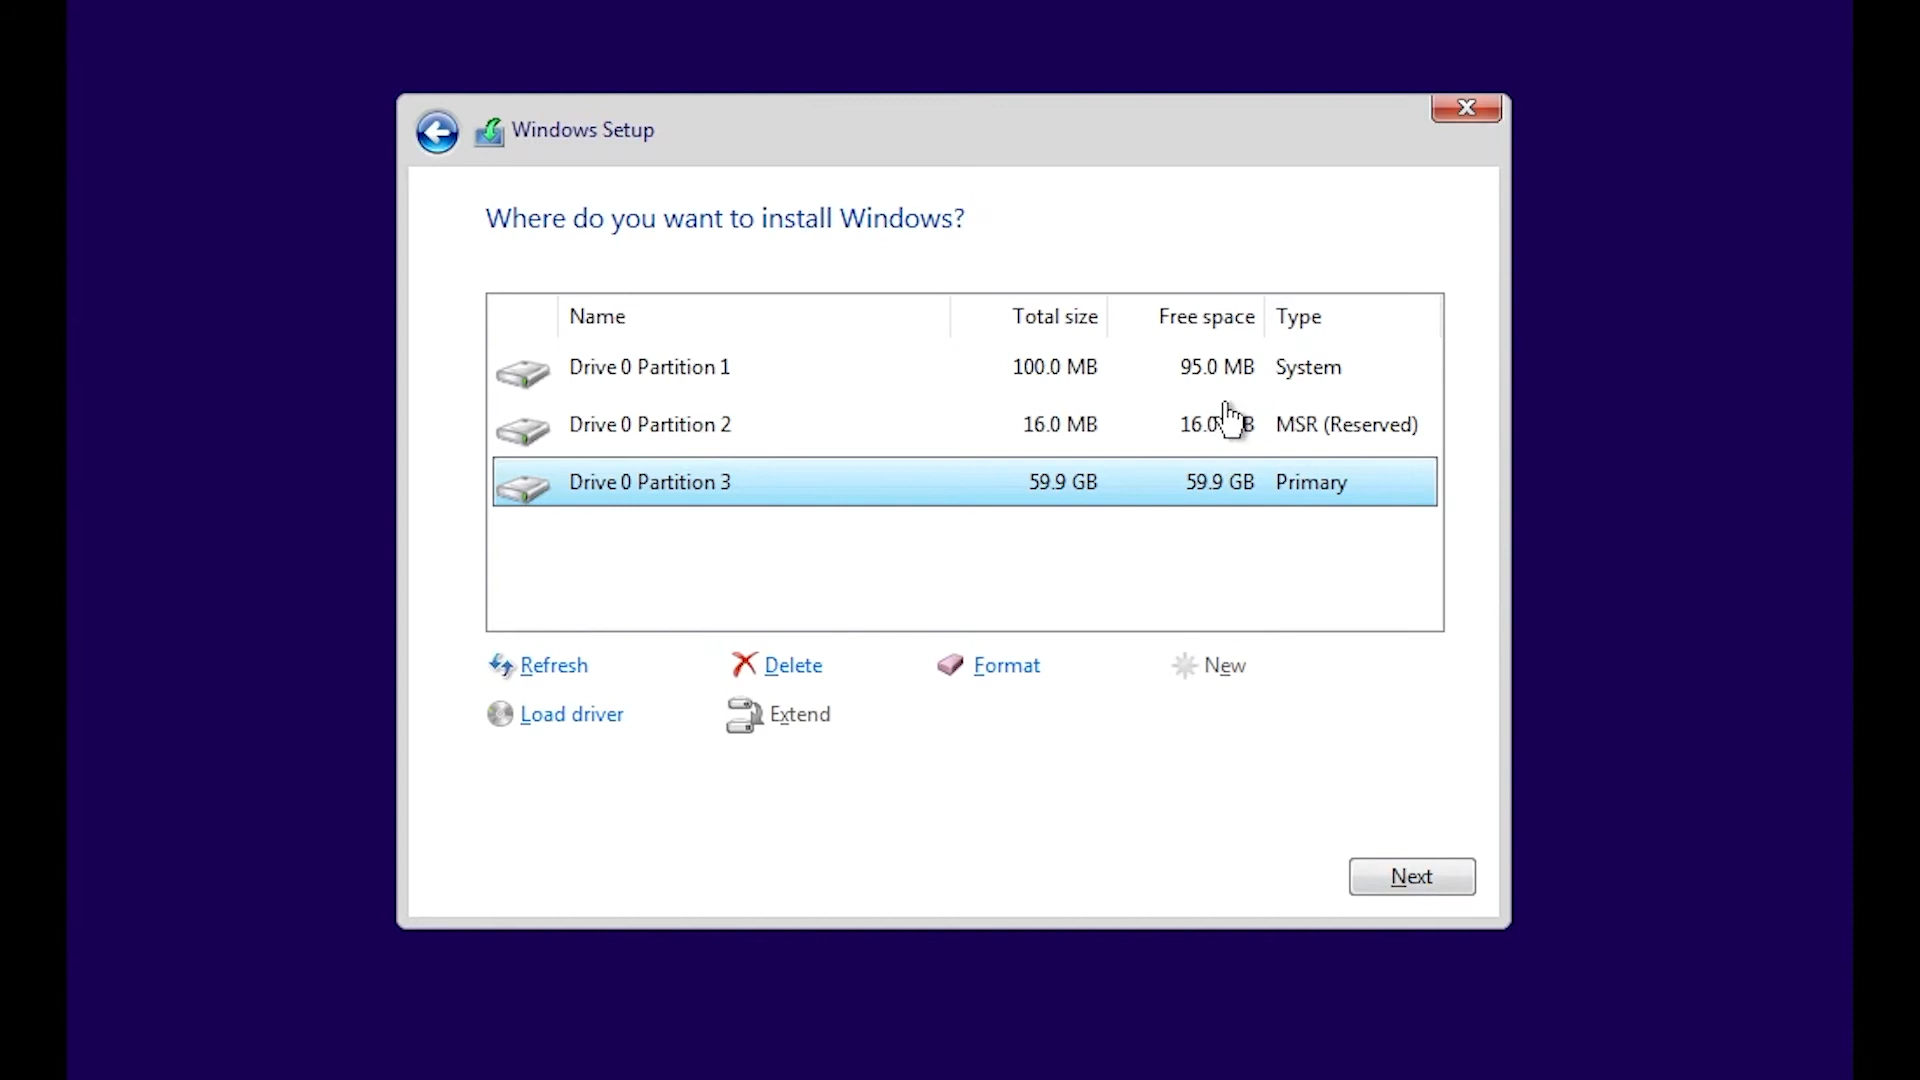 Windows Setup
Where do you want to install Windows?
Name Total size Free space Type
Drive 0 Partition 1 100.0 MB 95.0 MB System
Drive 0 Partition 2 16.0 MB MSR (Reserved)
Drive 0 Partition 3 59.9 GB 59.9 GB Primary
Refresh Delete Format New
Load driver Extend
Next